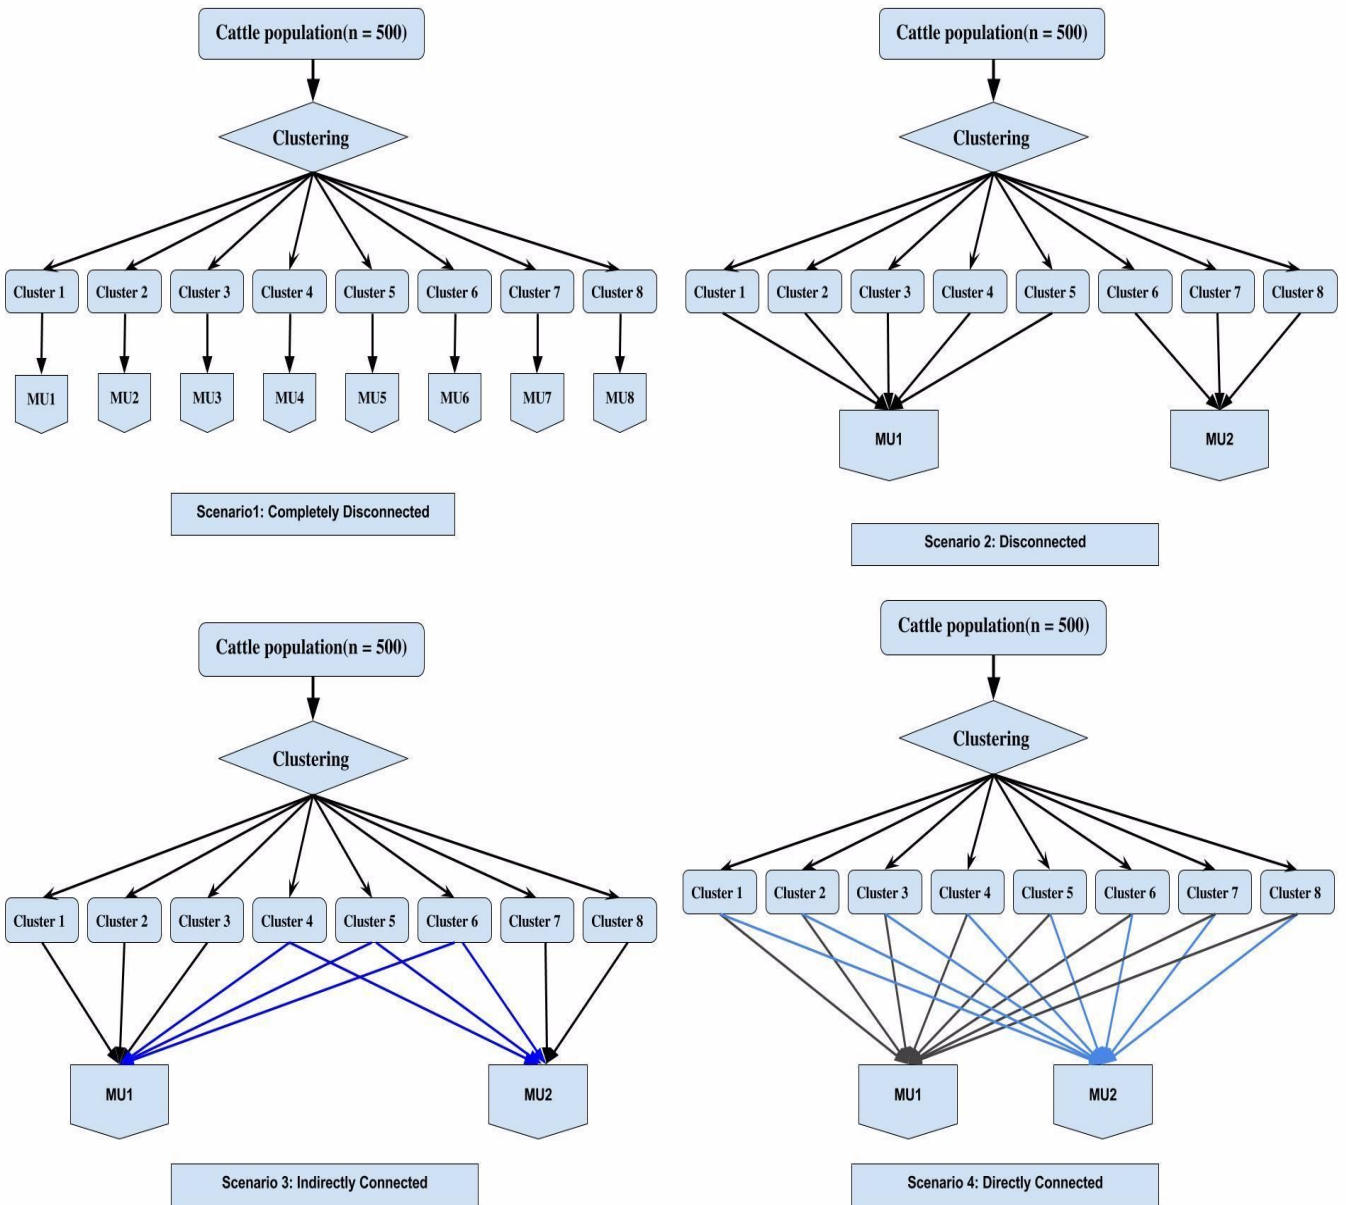 Cattle population(n = 500)
Clustering
Cluster 1
Cluster 2
Cluster 3
Cluster 4
Cluster 5
Cluster 6
Cluster 7
Cluster 8
MU1
MU2
MU3
MU4
MU5
MU6
MU7
MU8
Scenario1: Completely Disconnected
Cattle population(n = 500)
Clustering
Cluster 1
Cluster 2
Cluster 3
Cluster 4
Cluster 5
Cluster 6
Cluster 7
Cluster 8
MU1
MU2
Scenario 2: Disconnected
Cattle population(n = 500)
Clustering
Cluster 1
Cluster 2
Cluster 3
Cluster 4
Cluster 5
Cluster 6
Cluster 7
Cluster 8
MU1
MU2
Scenario 3: Indirectly Connected
Cattle population(n = 500)
Clustering
Cluster 1
Cluster 2
Cluster 3
Cluster 4
Cluster 5
Cluster 6
Cluster 7
Cluster 8
MU1
MU2
Scenario 4: Directly Connected